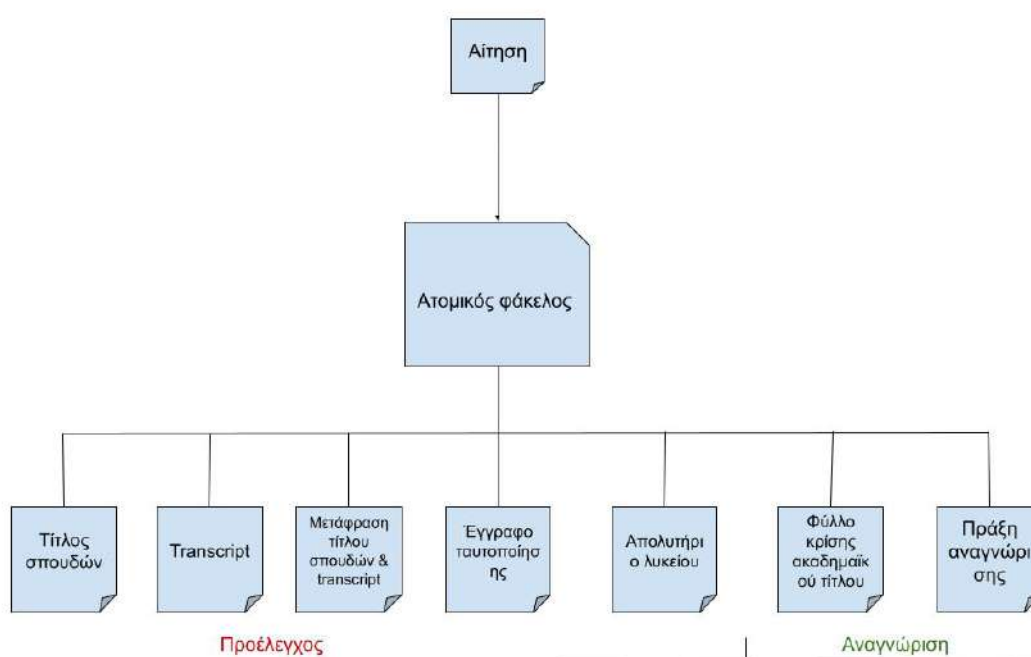 Αίτηση
Ατομικός φάκελος
Τίτλος
σπουδών
Transcript
Μετάφραση
τίτλου
σπουδών &
transcript
Έγγραφο
ταυτοποίησ
ης
Απολυτήρι
ο λυκείου
Φύλλο
κρίσης
ακαδημαϊκ
ού τίτλου
Πράξη
αναγνώρι
σης
Προέλεγχος
Αναγνώριση